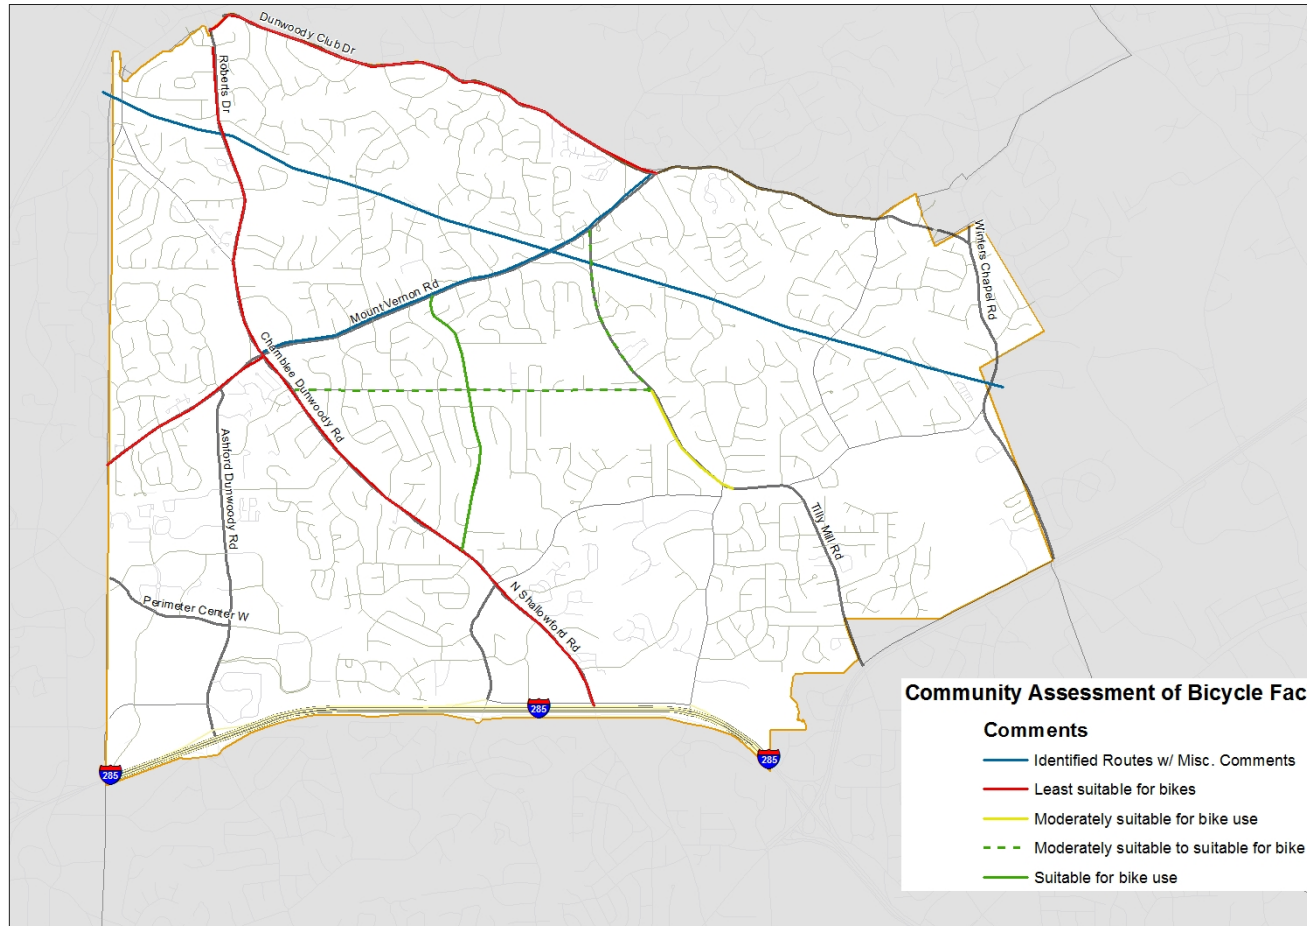 Dunwoody Club Dr
Roberts Dr
Winters Chapel Rd
Mount Vernon Rd
Chamblee Dunwoody Rd
Ashford Dunwoody Rd
Tilly Mill Rd
Perimeter Center W
N Shallowford Rd
285
285
285
Community Assessment of Bicycle Fac
Comments
Identified Routes w/ Misc. Comments
Least suitable for bikes
Moderately suitable for bike use
Moderately suitable to suitable for bike
Suitable for bike use